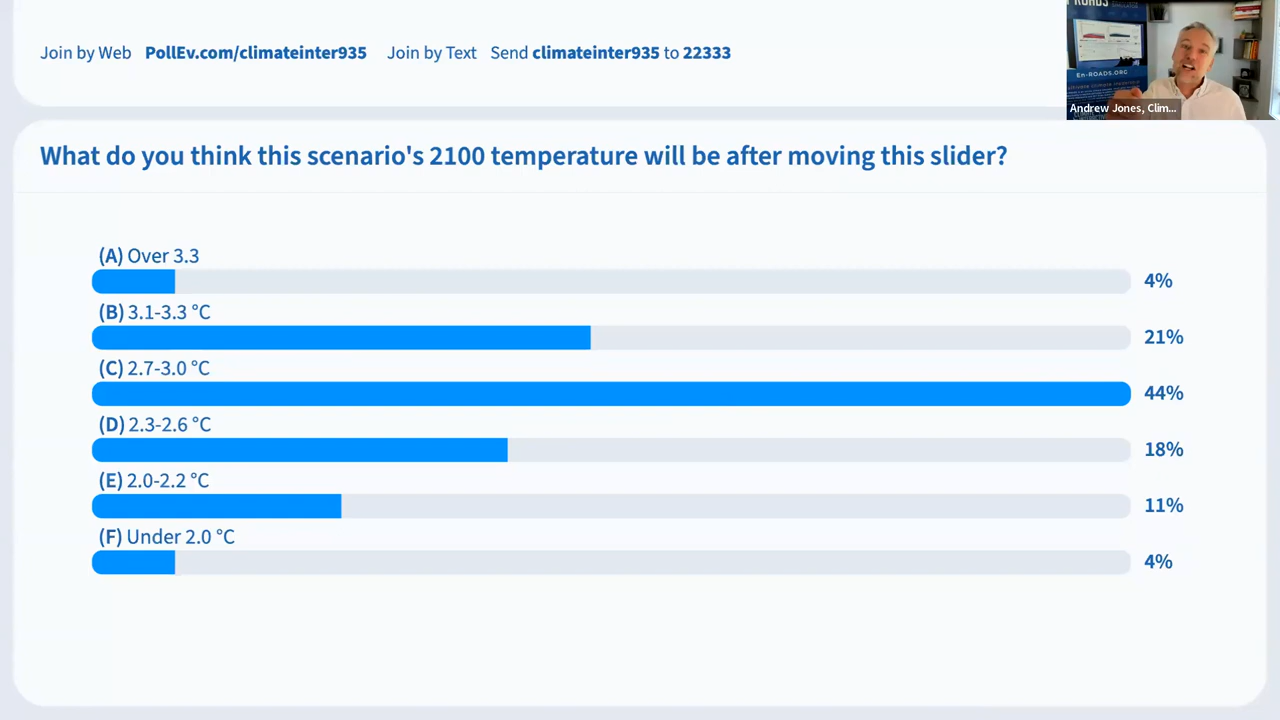 Join by Web PollEv.com/climateinter935 Join by Text Send climateinter935 to 22333
En-ROADS.ORG
Andrew Jones, Clim...
What do you think this scenario's 2100 temperature will be after moving this slider?
(A) Over 3.3
4%
(B) 3.1-3.3 °C
21%
(C) 2.7-3.0 °C
44%
(D) 2.3-2.6 °C
18%
(E) 2.0-2.2 °C
11%
(F) Under 2.0 °C
4%